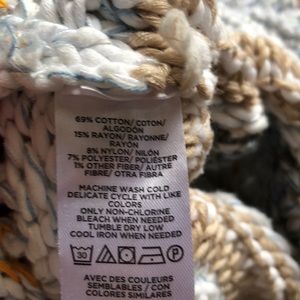 69% COTTON/ COTON/
ALGODÓN
15% RAYON/ RAYONNE/
RAYÓN
8% NYLON/ NILÓN
7% POLYESTER/ POLIÉSTER
1% OTHER FIBER/ AUTRE
FIBRE/ OTRA FIBRA
MACHINE WASH COLD
DELICATE CYCLE WITH LIKE
COLORS
ONLY NON-CHLORINE
BLEACH WHEN NEEDED
TUMBLE DRY LOW
COOL IRON WHEN NEEDED
30
AVEC DES COULEURS
SEMBLABLES / CON
COLORES SIMILARES